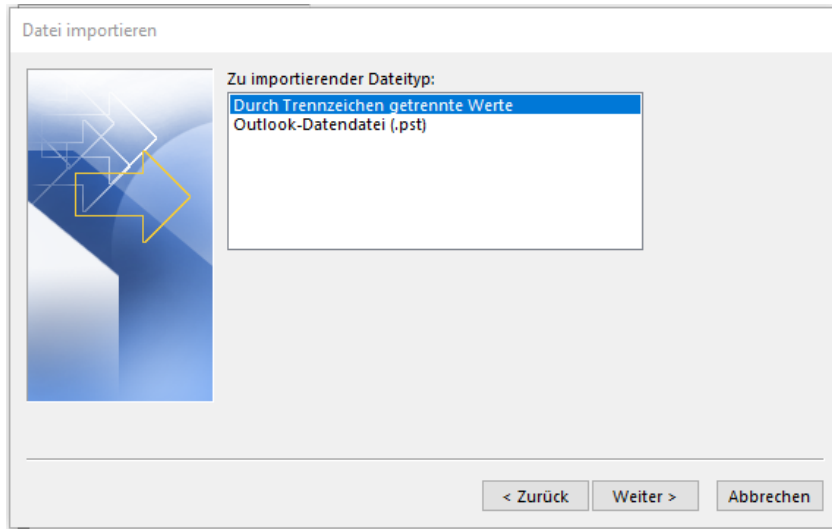 Datei importieren
Zu importierender Dateityp:
Durch Trennzeichen getrennte Werte
Outlook-Datendatei (.pst)
< Zurück Weiter > Abbrechen